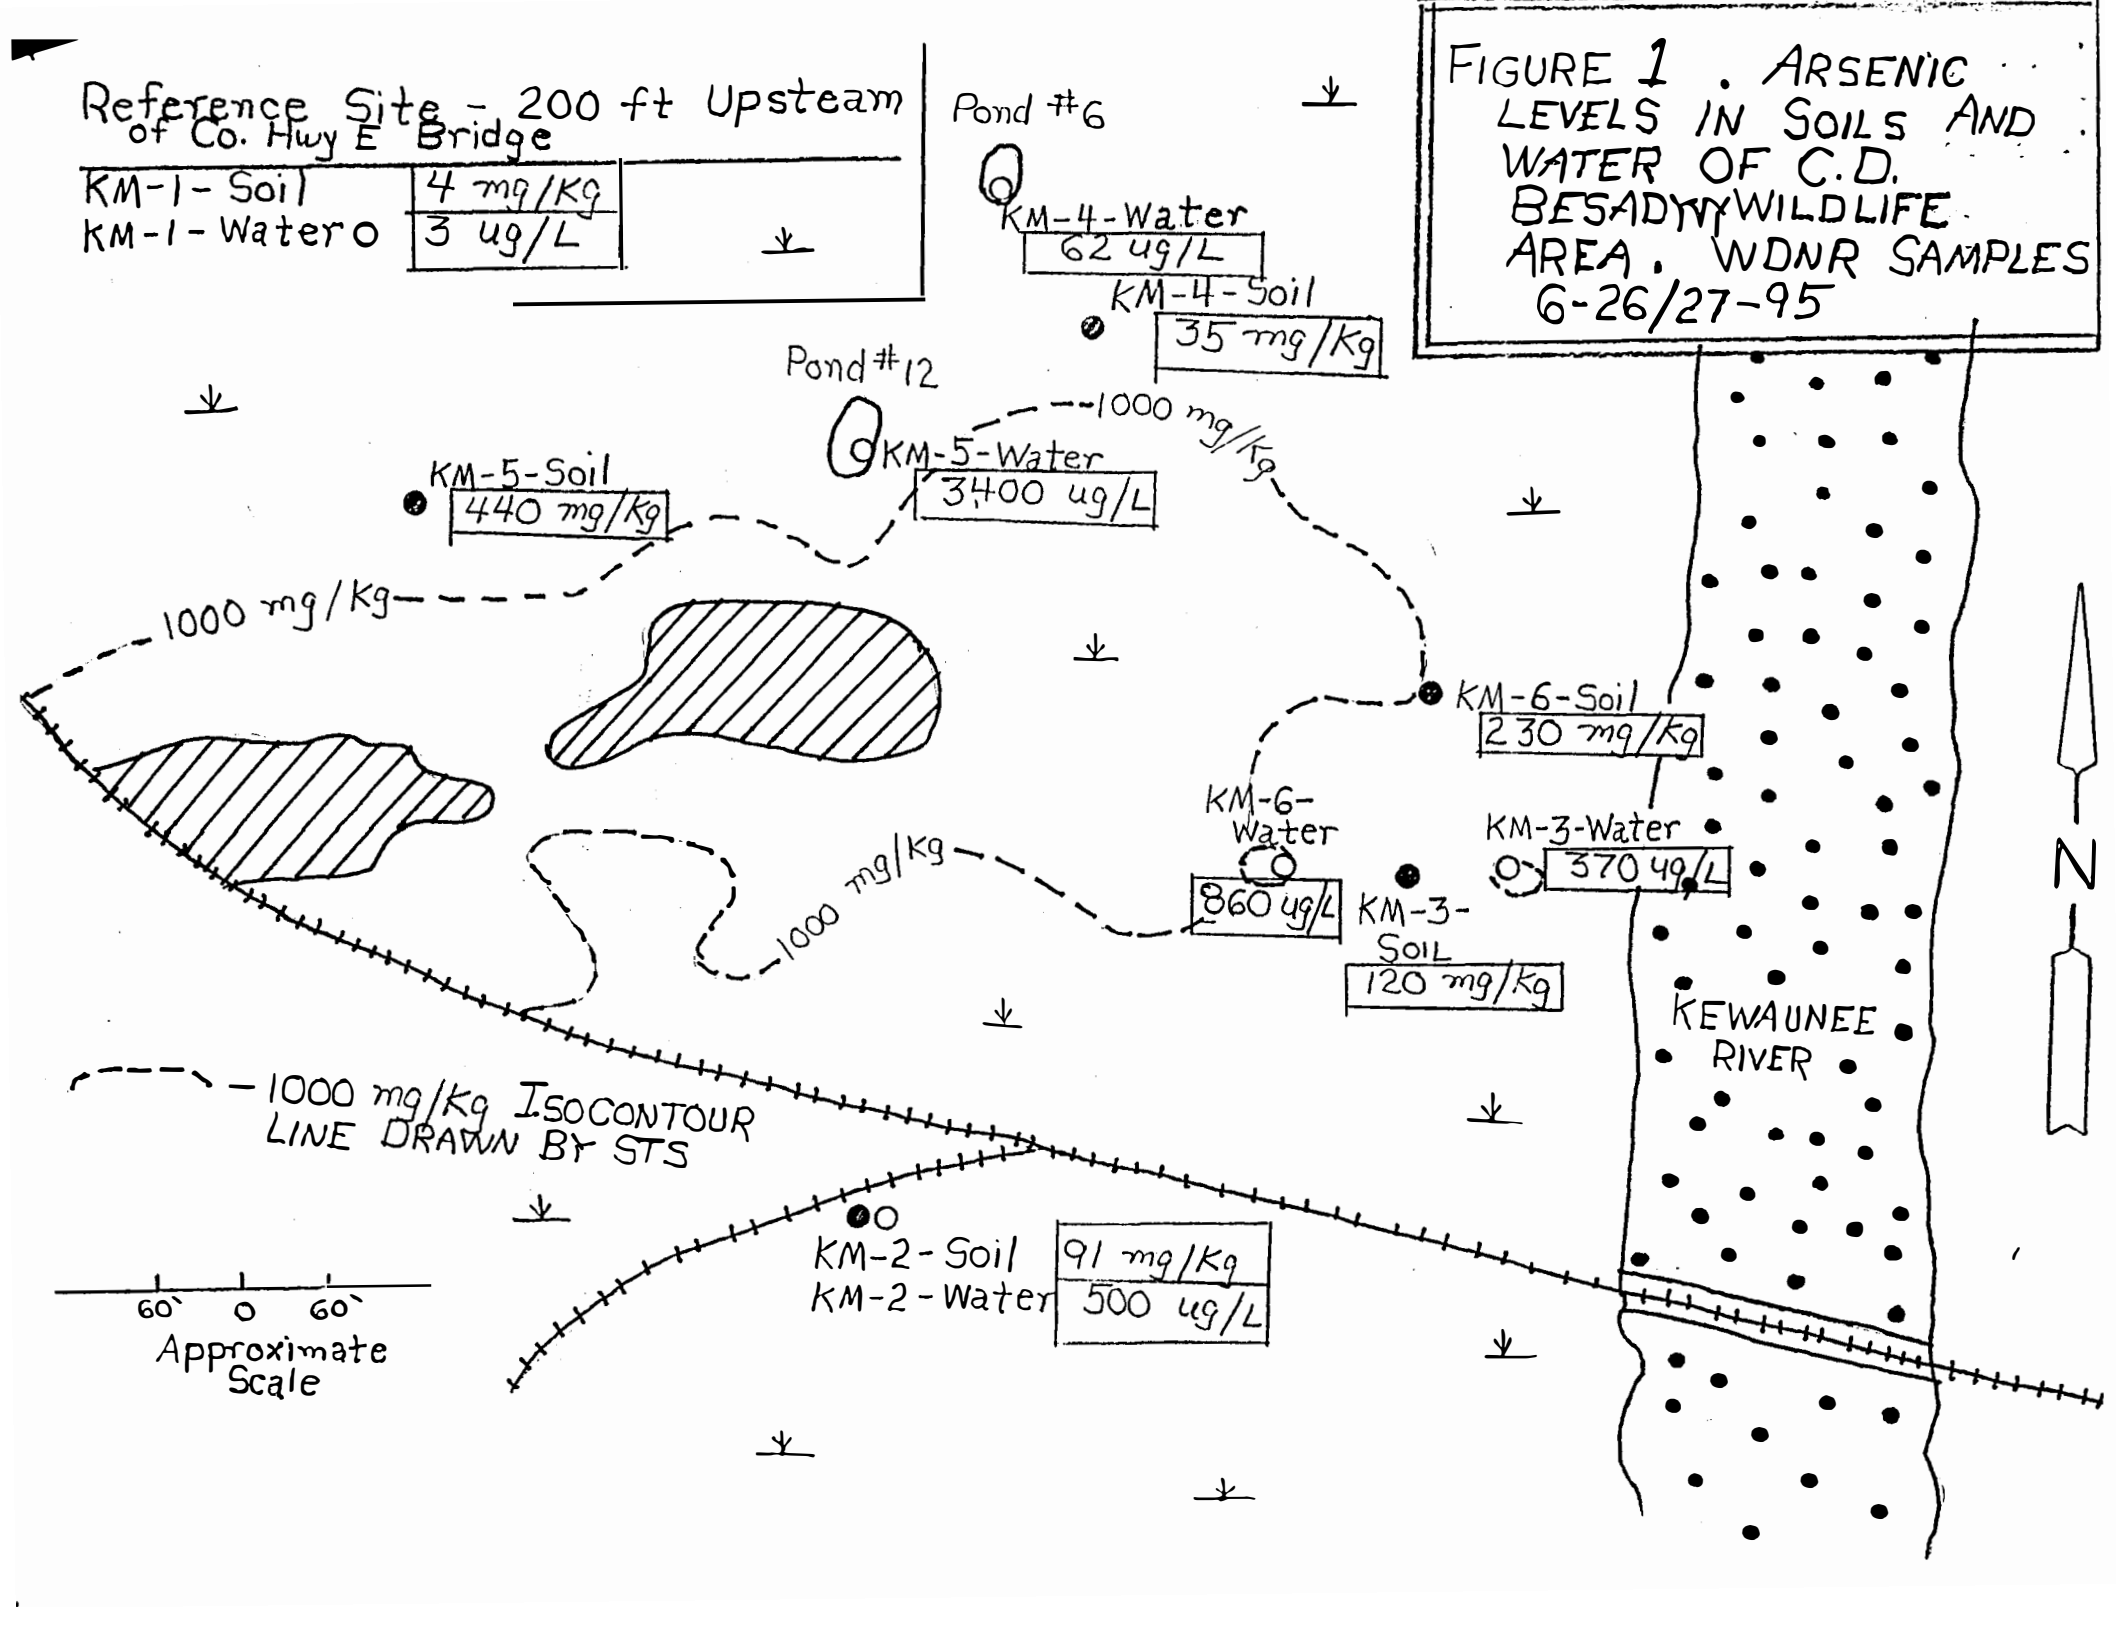 Reference Site - 200 ft Upsteam
of Co. Hwy E Bridge
KM-1-Soil 4 mg/Kg
KM-1-Water 3 ug/L
FIGURE 1. ARSENIC
LEVELS IN SOILS AND
WATER OF C.D.
BESADNY WILDLIFE
AREA. WDNR SAMPLES
6-26/27-95
Pond #6
KM-4-Water
62 ug/L
KM-4-Soil
35 mg/Kg
Pond #12
KM-5-Water
3,400 ug/L
1000 mg/Kg
KM-5-Soil
440 mg/Kg
1000 mg/Kg
KM-6-Soil
230 mg/Kg
KM-6-
Water
860 ug/L
KM-3-Water
370 ug/L
KM-3-
SOIL
120 mg/Kg
1000 mg/Kg
KEWAUNEE
RIVER
N
-1000 mg/Kg ISOCONTOUR
LINE DRAWN BY STS
KM-2-Soil 91 mg/Kg
KM-2-Water 500 ug/L
60' 0 60'
Approximate
Scale